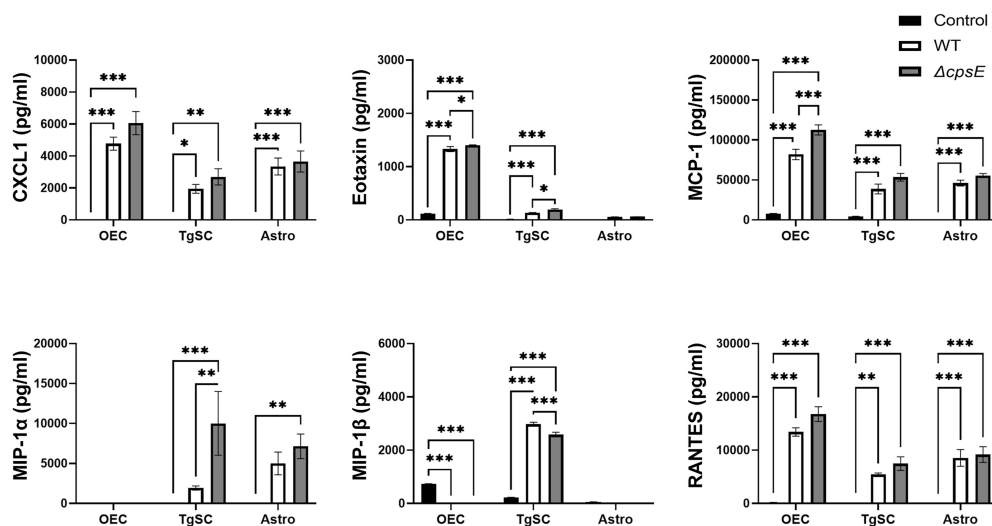 Control
WT
ΔcpsE
CXCL1 (pg/ml)
10000
8000
6000
4000
2000
0
*** *** ** * *** ***
OEC TgSC Astro
Eotaxin (pg/ml)
3000
2000
1000
0
*** * *** *** *** *
OEC TgSC Astro
MCP-1 (pg/ml)
200000
150000
100000
50000
0
*** *** *** *** *** *** ***
OEC TgSC Astro
MIP-1α (pg/ml)
20000
15000
10000
5000
0
*** ** **
OEC TgSC Astro
MIP-1β (pg/ml)
6000
4000
2000
0
*** *** *** *** ***
OEC TgSC Astro
RANTES (pg/ml)
30000
20000
10000
0
*** *** *** ** *** ***
OEC TgSC Astro